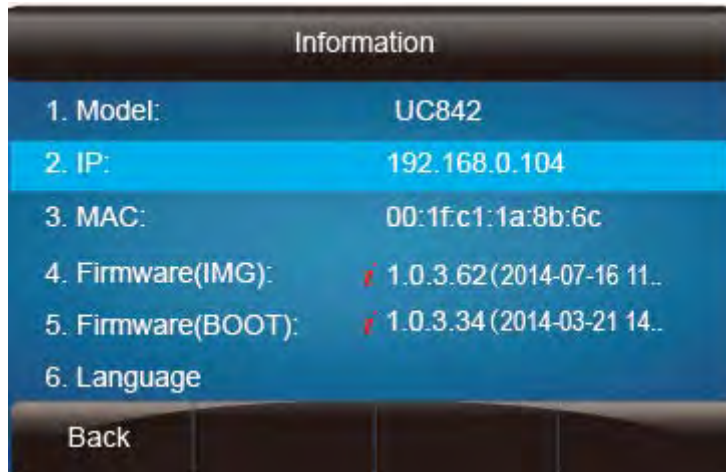 Information
1. Model: UC842
2. IP: 192.168.0.104
3. MAC: 00:1f:c1:1a:8b:6c
4. Firmware(IMG): i 1.0.3.62(2014-07-16 11..
5. Firmware(BOOT): i 1.0.3.34(2014-03-21 14..
6. Language
Back